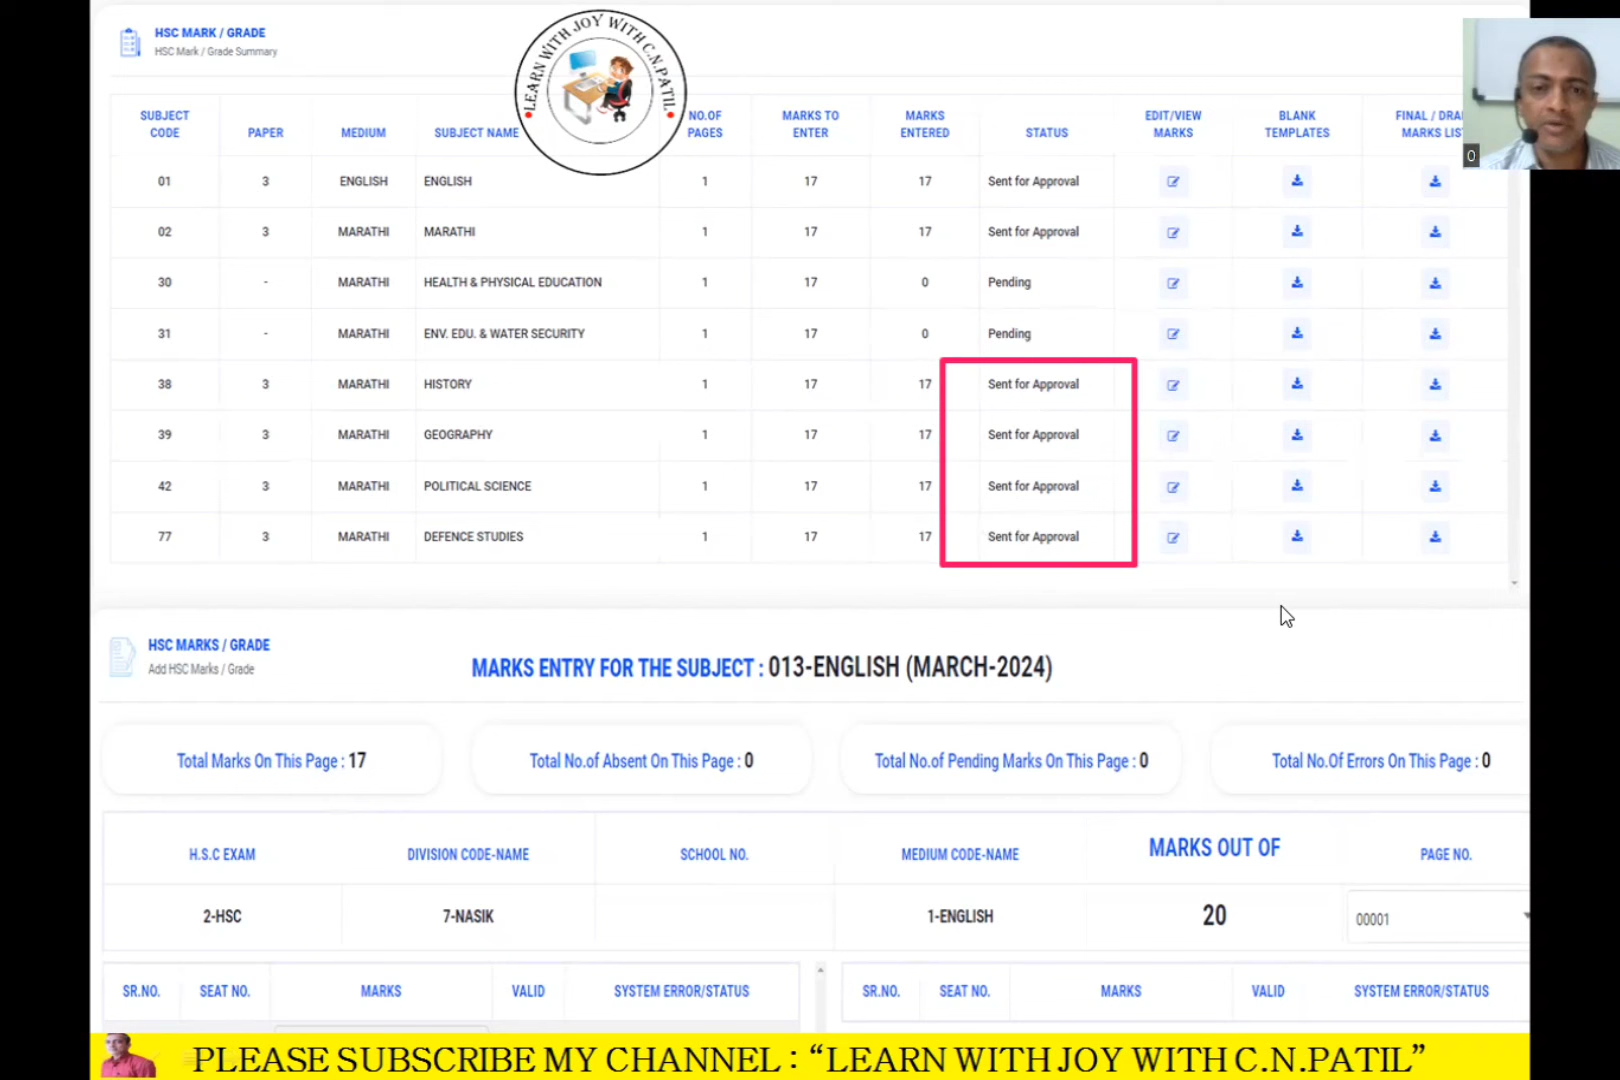 HSC MARK / GRADE
HSC Mark / Grade Summary
LEARN WITH JOY WITH C.N.PATIL
SUBJECT CODE PAPER MEDIUM SUBJECT NAME NO.OF PAGES MARKS TO ENTER MARKS ENTERED STATUS EDIT/VIEW MARKS BLANK TEMPLATES FINAL / DRA MARKS LIS
01 3 ENGLISH ENGLISH 1 17 17 Sent for Approval
02 3 MARATHI MARATHI 1 17 17 Sent for Approval
30 - MARATHI HEALTH & PHYSICAL EDUCATION 1 17 0 Pending
31 - MARATHI ENV. EDU. & WATER SECURITY 1 17 0 Pending
38 3 MARATHI HISTORY 1 17 17 Sent for Approval
39 3 MARATHI GEOGRAPHY 1 17 17 Sent for Approval
42 3 MARATHI POLITICAL SCIENCE 1 17 17 Sent for Approval
77 3 MARATHI DEFENCE STUDIES 1 17 17 Sent for Approval
0
HSC MARKS / GRADE
Add HSC Marks / Grade
MARKS ENTRY FOR THE SUBJECT : 013-ENGLISH (MARCH-2024)
Total Marks On This Page : 17 Total No.of Absent On This Page : 0 Total No.of Pending Marks On This Page : 0 Total No.Of Errors On This Page : 0
H.S.C EXAM DIVISION CODE-NAME SCHOOL NO. MEDIUM CODE-NAME MARKS OUT OF PAGE NO.
2-HSC 7-NASIK 1-ENGLISH 20 00001
SR.NO. SEAT NO. MARKS VALID SYSTEM ERROR/STATUS SR.NO. SEAT NO. MARKS VALID SYSTEM ERROR/STATUS
PLEASE SUBSCRIBE MY CHANNEL : “LEARN WITH JOY WITH C.N.PATIL”